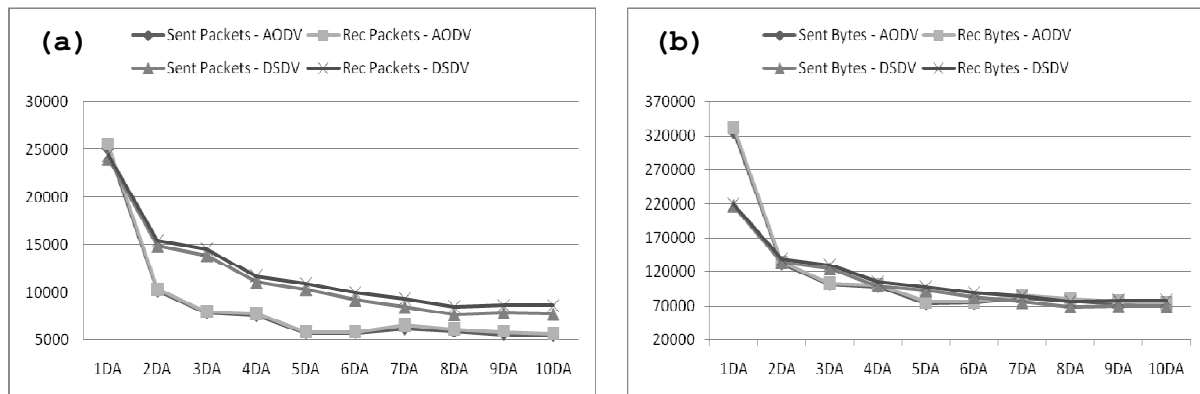 (a)
Sent Packets - AODV Rec Packets - AODV
Sent Packets - DSDV Rec Packets - DSDV
30000
25000
20000
15000
10000
5000
1DA 2DA 3DA 4DA 5DA 6DA 7DA 8DA 9DA 10DA
(b)
Sent Bytes - AODV Rec Bytes - AODV
Sent Bytes - DSDV Rec Bytes - DSDV
370000
320000
270000
220000
170000
120000
70000
20000
1DA 2DA 3DA 4DA 5DA 6DA 7DA 8DA 9DA 10DA